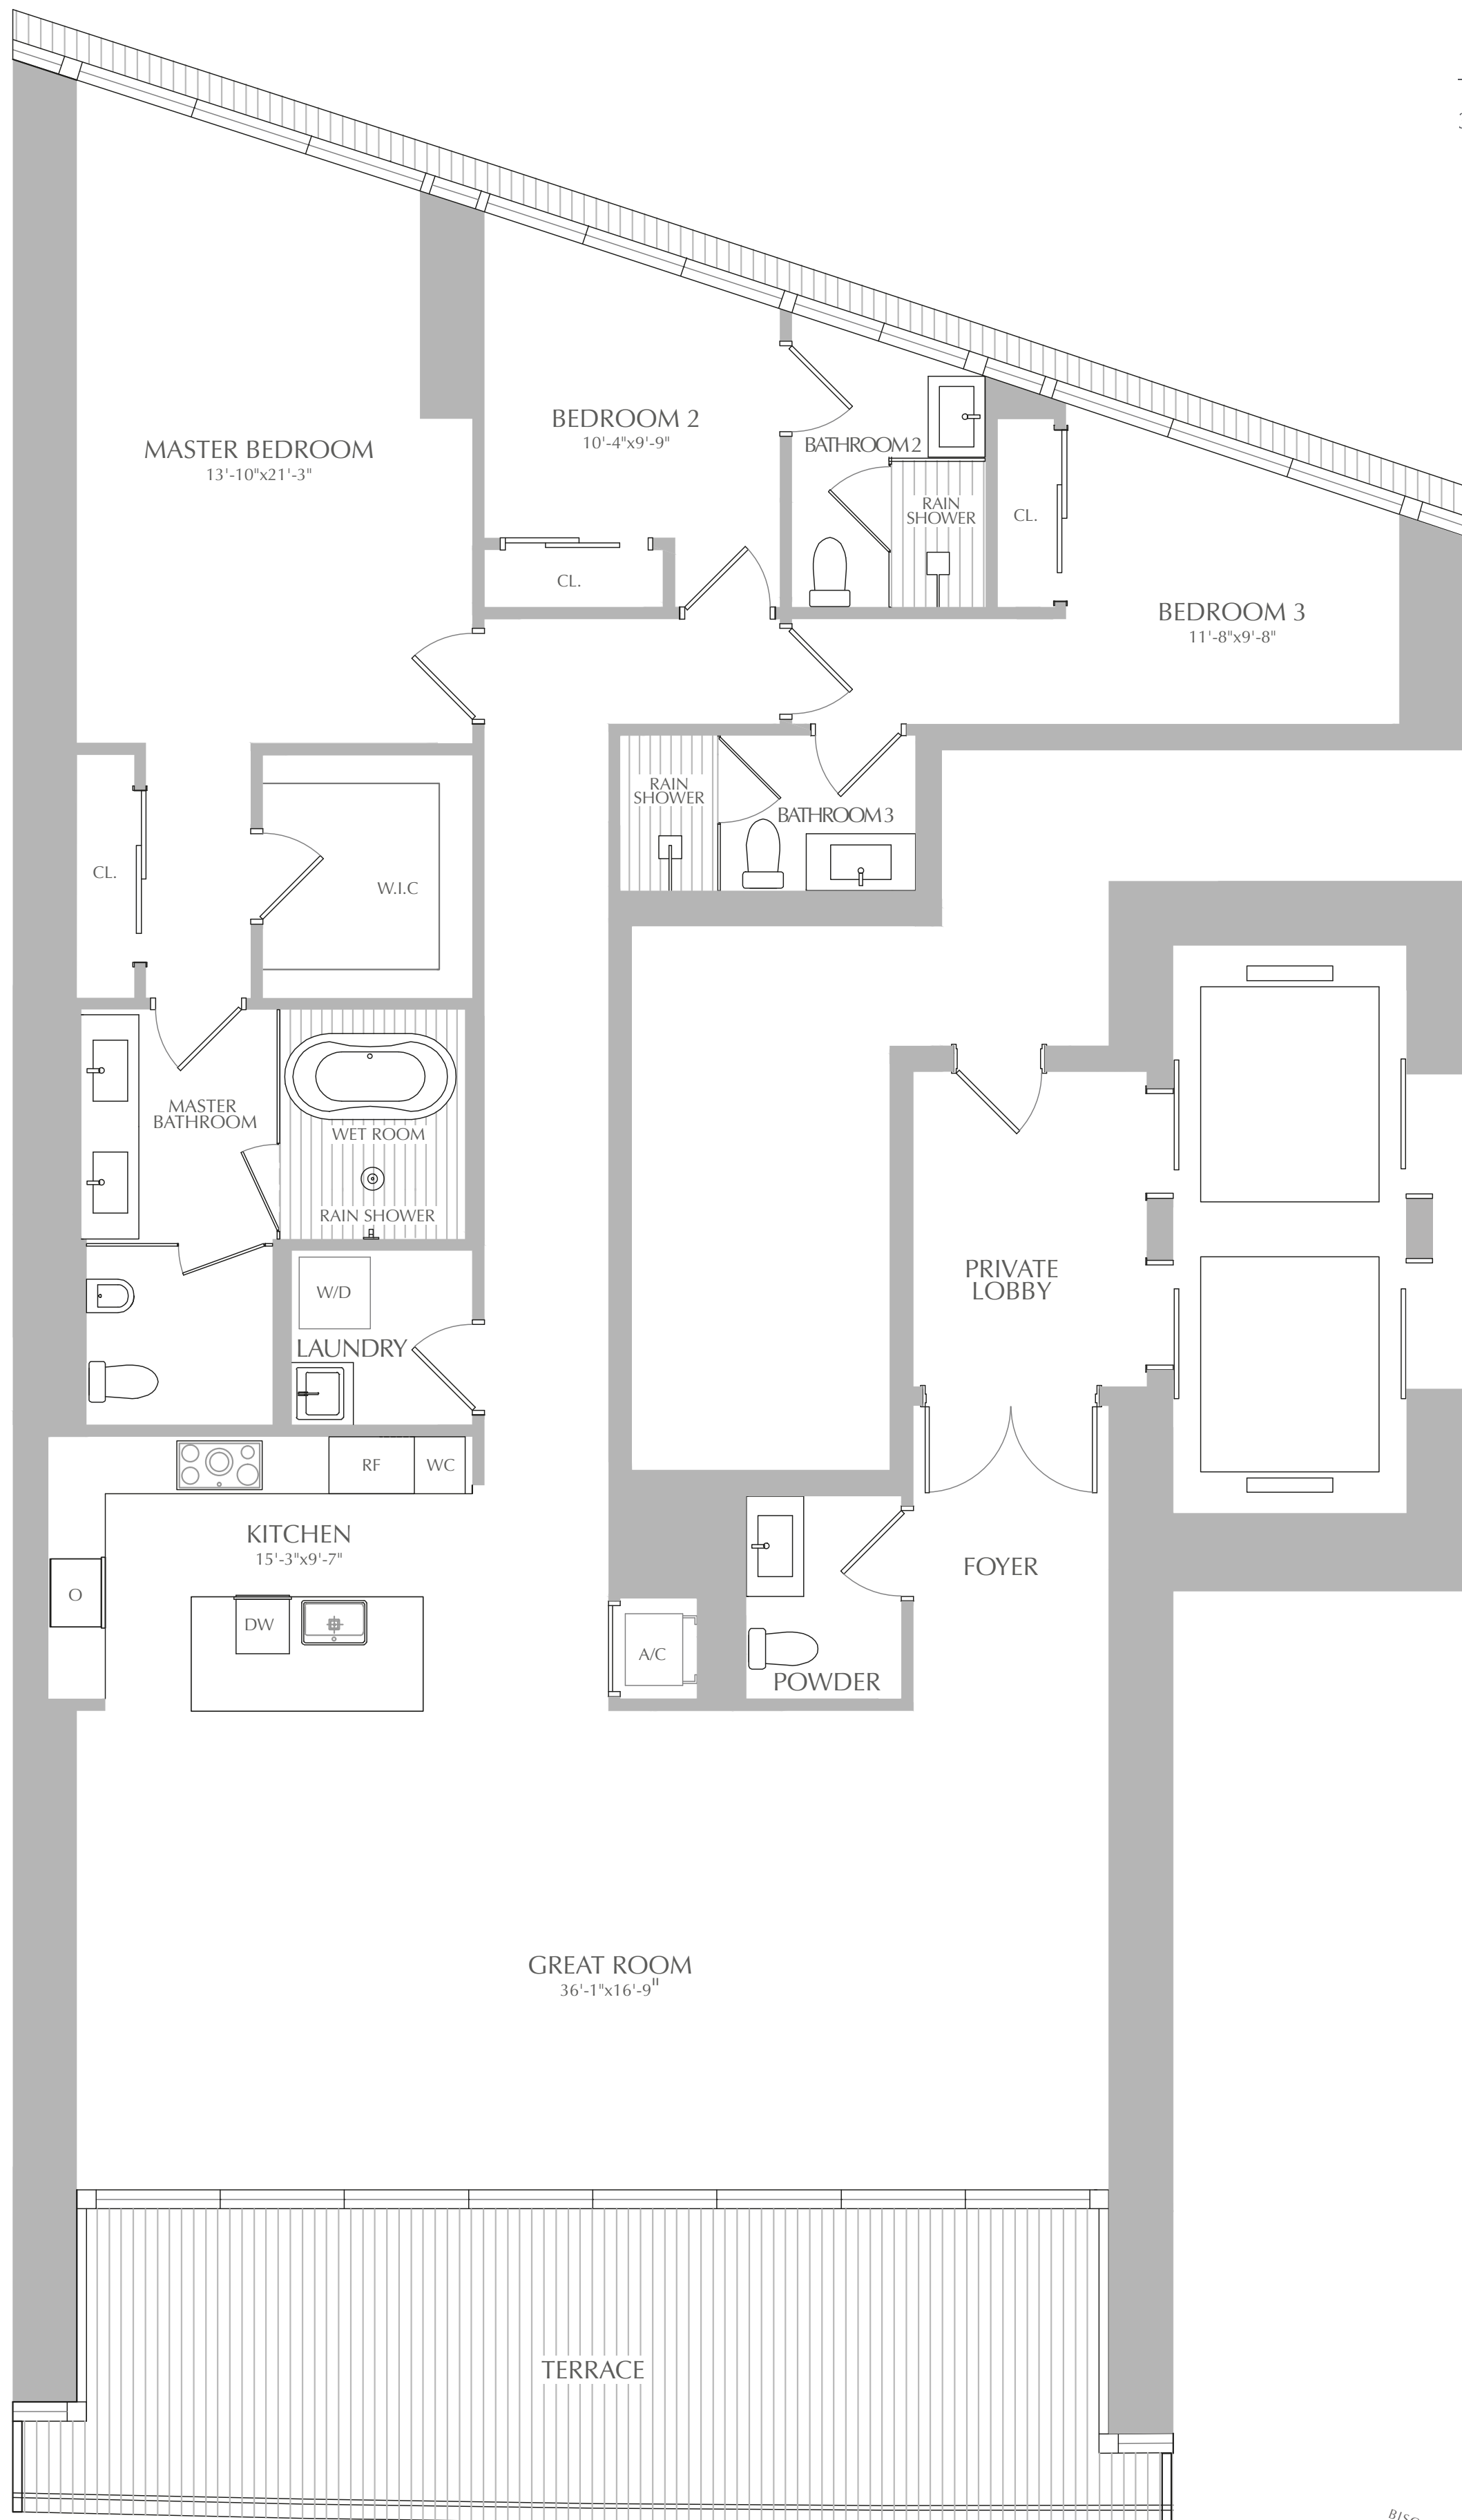 BEDROOM 2
10'-4"x9'-9"
MASTER BEDROOM
13'-10"x21'-3"
BATHROOM 2
RAIN
SHOWER
CL.
CL.
BEDROOM 3
11'-8"x9'-8"
RAIN
SHOWER
BATHROOM 3
CL.
W.I.C
MASTER
BATHROOM
WET ROOM
RAIN SHOWER
W/D
LAUNDRY
PRIVATE
LOBBY
RF
WC
KITCHEN
15'-3"x9'-7"
O
DW
FOYER
A/C
POWDER
GREAT ROOM
36'-1"x16'-9"
TERRACE